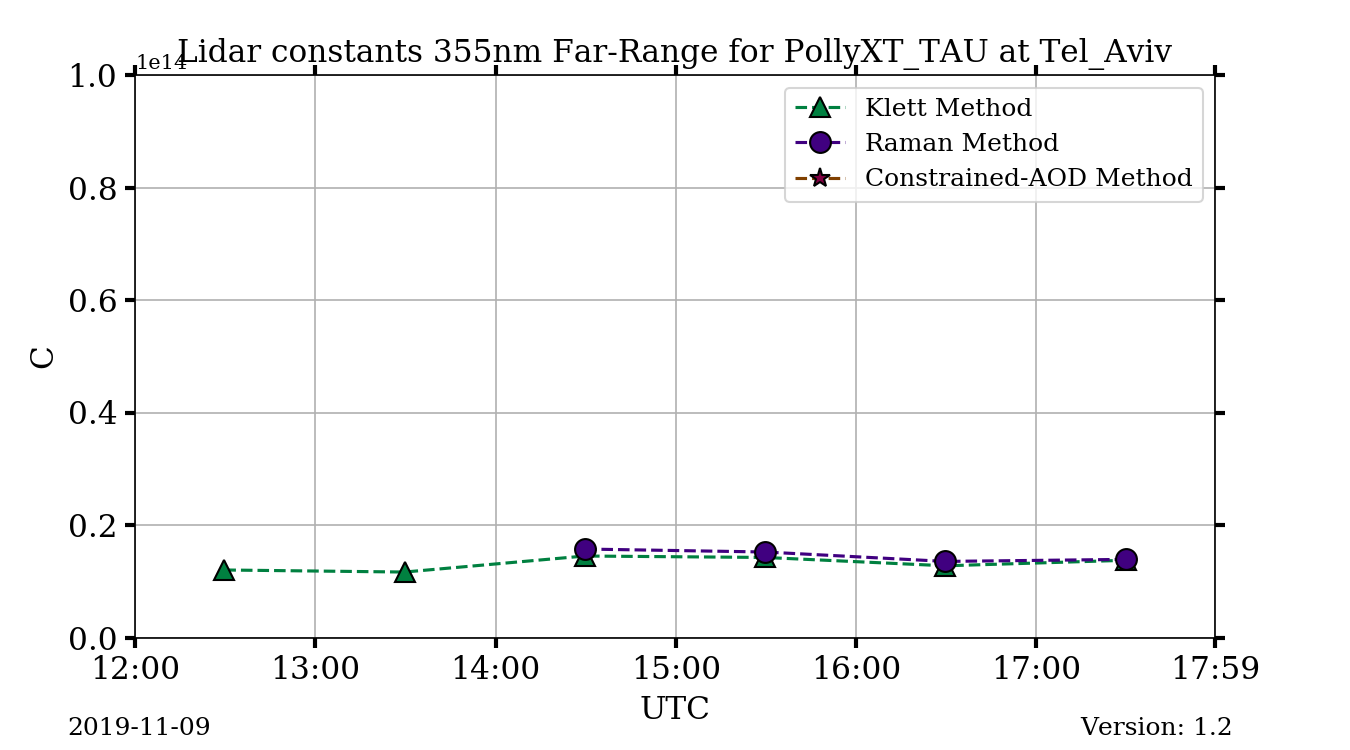 Lidar constants 355nm Far-Range for PollyXT_TAU at Tel_Aviv
1e14
1.0
0.8
0.6
0.4
0.2
0.0
C
Klett Method
Raman Method
Constrained-AOD Method
12:00 13:00 14:00 15:00 16:00 17:00 17:59
UTC
2019-11-09 Version: 1.2